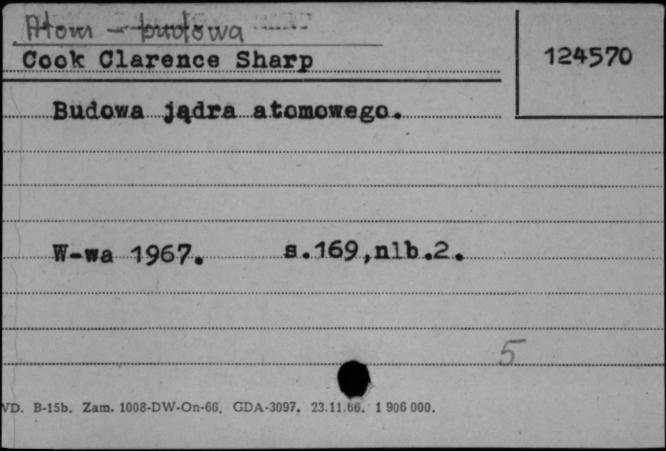 Atom - budowa
Cook Clarence Sharp
124570
Budowa jądra atomowego.
W-wa 1967. s.169,nlb.2.
5
VD. B-15b. Zam. 1008-DW-On-66. GDA-3097. 23.11.66. 1 906 000.